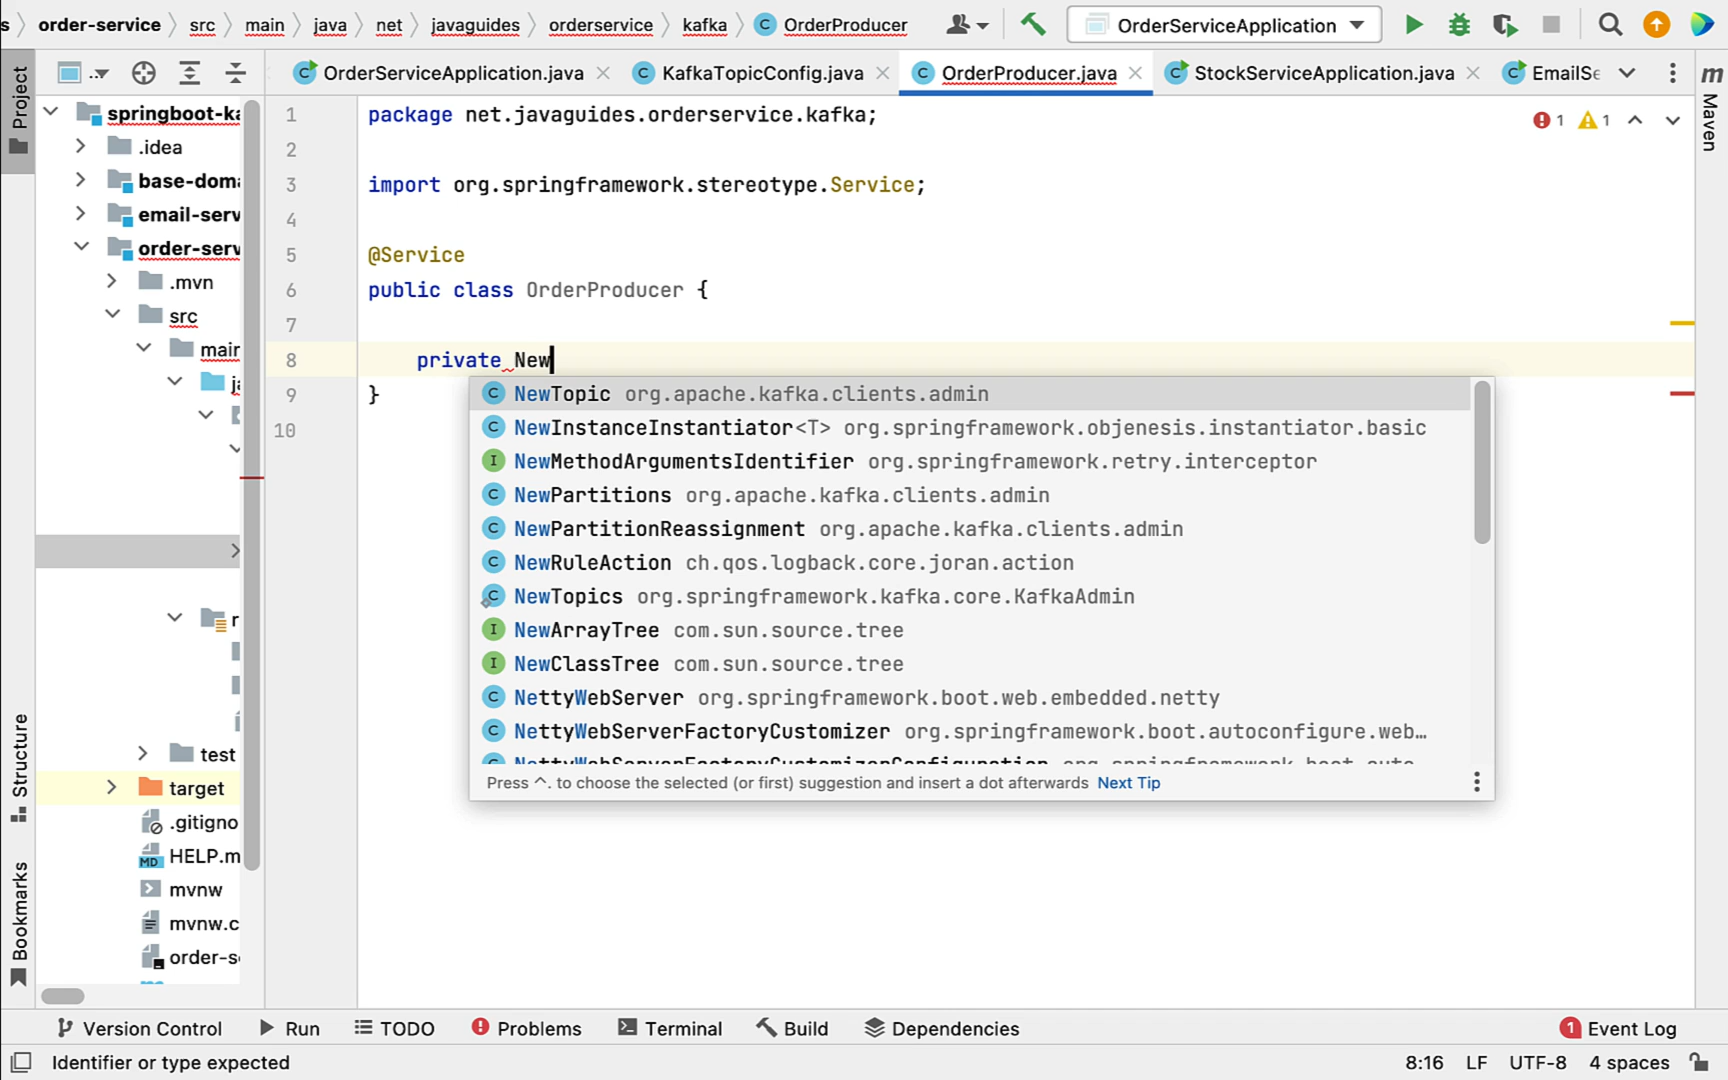 s order-service src main java net javaguides orderservice kafka OrderProducer OrderServiceApplication
Project
OrderServiceApplication.java KafkaTopicConfig.java OrderProducer.java StockServiceApplication.java EmailSe
m Maven
springboot-ka
.idea
base-doma
email-serv
order-serv
.mvn
src
main
ja
r
test
target
.gitigno
HELP.m
mvnw
mvnw.c
order-se
Structure
Bookmarks
1 package net.javaguides.orderservice.kafka;
1 1
2
3 import org.springframework.stereotype.Service;
4
5 @Service
6 public class OrderProducer {
7
8 private New
9 }
10
NewTopic org.apache.kafka.clients.admin
NewInstanceInstantiator<T> org.springframework.objenesis.instantiator.basic
NewMethodArgumentsIdentifier org.springframework.retry.interceptor
NewPartitions org.apache.kafka.clients.admin
NewPartitionReassignment org.apache.kafka.clients.admin
NewRuleAction ch.qos.logback.core.joran.action
NewTopics org.springframework.kafka.core.KafkaAdmin
NewArrayTree com.sun.source.tree
NewClassTree com.sun.source.tree
NettyWebServer org.springframework.boot.web.embedded.netty
NettyWebServerFactoryCustomizer org.springframework.boot.autoconfigure.web…
Press ^. to choose the selected (or first) suggestion and insert a dot afterwards Next Tip
Version Control Run TODO Problems Terminal Build Dependencies 1 Event Log
Identifier or type expected 8:16 LF UTF-8 4 spaces